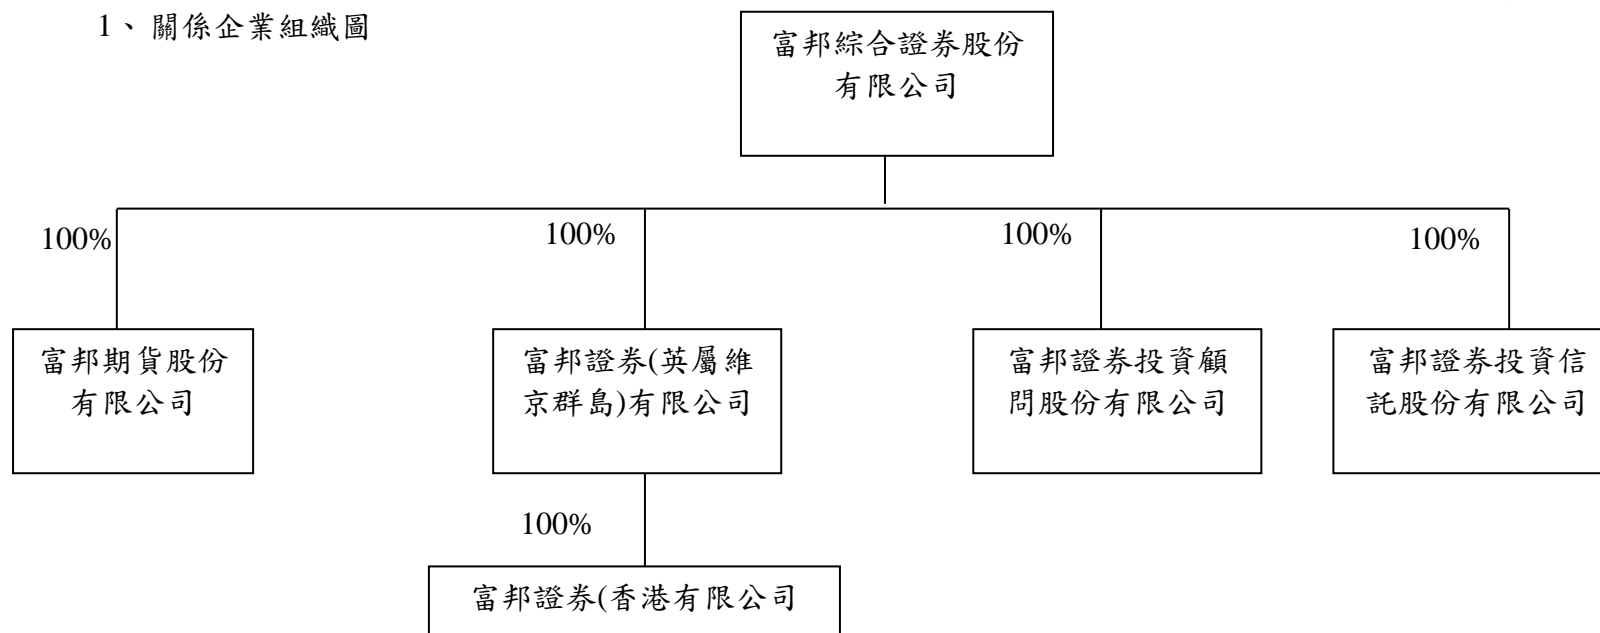 1、 關係企業組織圖
富邦綜合證券股份
有限公司
100%
100%
100%
100%
富邦期貨股份
有限公司
富邦證券(英屬維
京群島)有限公司
富邦證券投資顧
問股份有限公司
富邦證券投資信
託股份有限公司
100%
富邦證券(香港有限公司